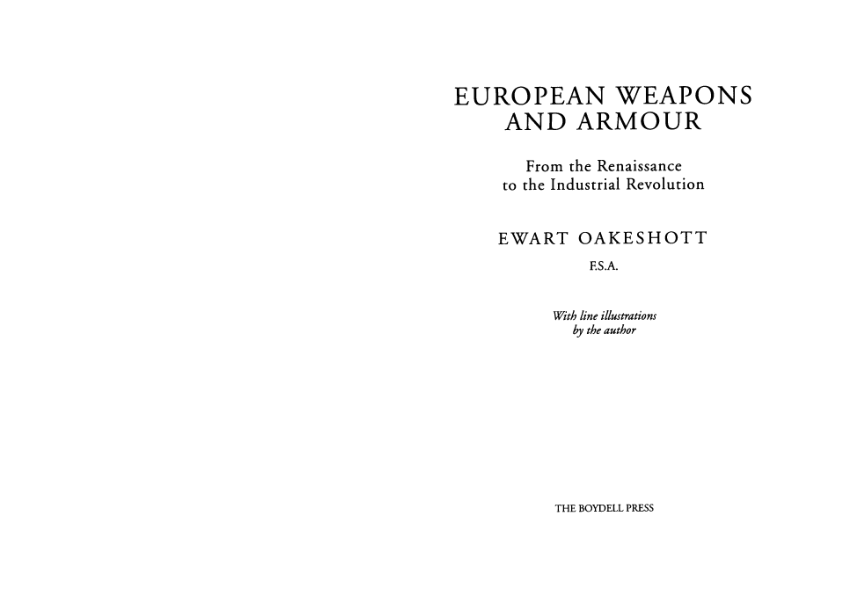 EUROPEAN WEAPONS
AND ARMOUR
From the Renaissance
to the Industrial Revolution
EWART OAKESHOTT
F.S.A.
With line illustrations
by the author
THE BOYDELL PRESS